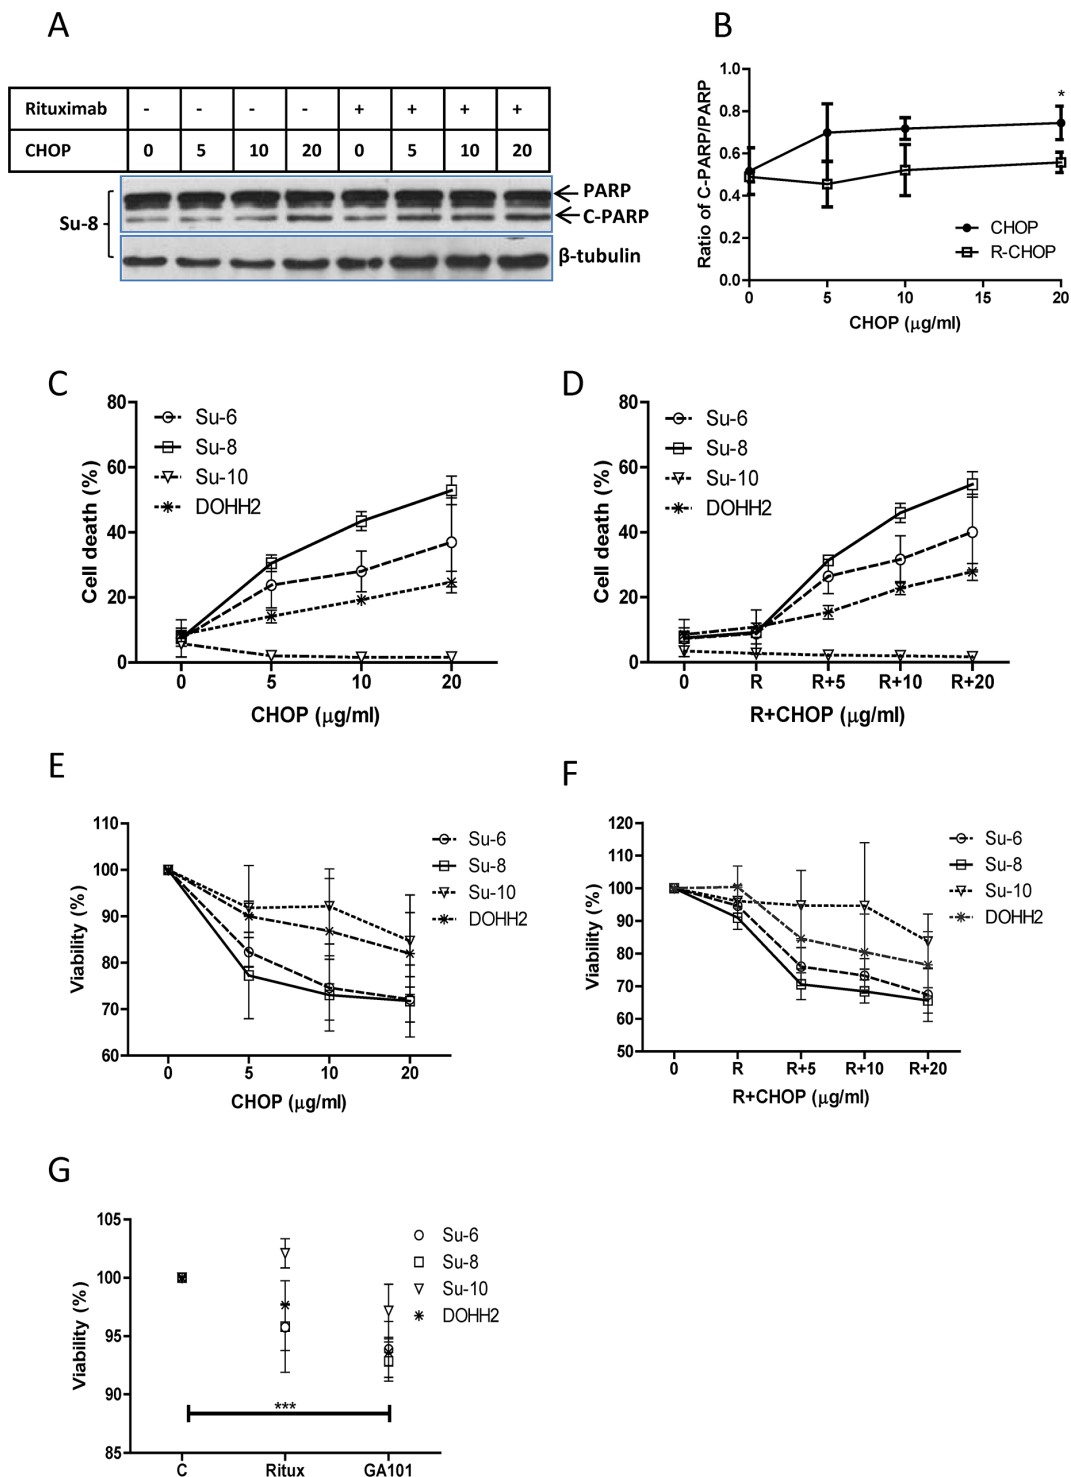 A
Rituximab - - - - + + + +
CHOP 0 5 10 20 0 5 10 20
Su-8
PARP
C-PARP
β-tubulin
B
Ratio of C-PARP/PARP
1.0
0.8
0.6
0.4
0.2
0.0
*
CHOP
R-CHOP
0 5 10 15 20
CHOP (μg/ml)
C
Cell death (%)
80
60
40
20
0
Su-6
Su-8
Su-10
DOHH2
0 5 10 20
CHOP (μg/ml)
D
Cell death (%)
80
60
40
20
0
Su-6
Su-8
Su-10
DOHH2
0 R R+5 R+10 R+20
R+CHOP (μg/ml)
E
Viability (%)
110
100
90
80
70
60
Su-6
Su-8
Su-10
DOHH2
0 5 10 20
CHOP (μg/ml)
F
Viability (%)
120
110
100
90
80
70
60
50
Su-6
Su-8
Su-10
DOHH2
0 R R+5 R+10 R+20
R+CHOP (μg/ml)
G
Viability (%)
105
100
95
90
85
Su-6
Su-8
Su-10
DOHH2
***
C Ritux GA101